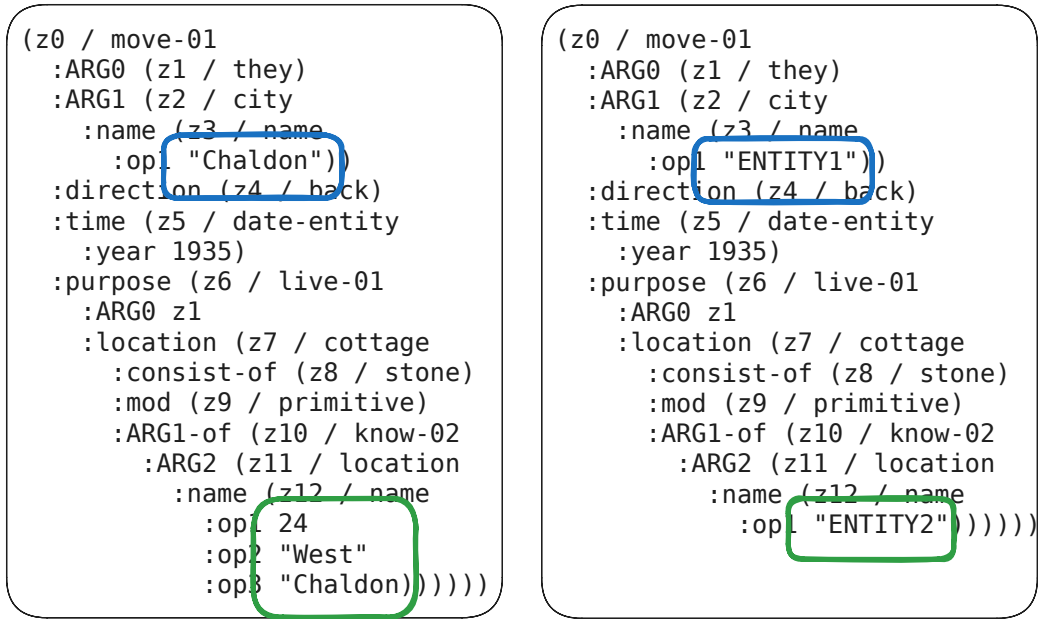 (z0 / move-01
  :ARG0 (z1 / they)
  :ARG1 (z2 / city
    :name (z3 / name
      :op1 "Chaldon"))
  :direction (z4 / back)
  :time (z5 / date-entity
    :year 1935)
  :purpose (z6 / live-01
    :ARG0 z1
    :location (z7 / cottage
      :consist-of (z8 / stone)
      :mod (z9 / primitive)
      :ARG1-of (z10 / know-02
        :ARG2 (z11 / location
          :name (z12 / name
            :op1 24
            :op2 "West"
            :op3 "Chaldon))))))
(z0 / move-01
  :ARG0 (z1 / they)
  :ARG1 (z2 / city
    :name (z3 / name
      :op1 "ENTITY1"))
  :direction (z4 / back)
  :time (z5 / date-entity
    :year 1935)
  :purpose (z6 / live-01
    :ARG0 z1
    :location (z7 / cottage
      :consist-of (z8 / stone)
      :mod (z9 / primitive)
      :ARG1-of (z10 / know-02
        :ARG2 (z11 / location
          :name (z12 / name
            :op1 "ENTITY2"))))))